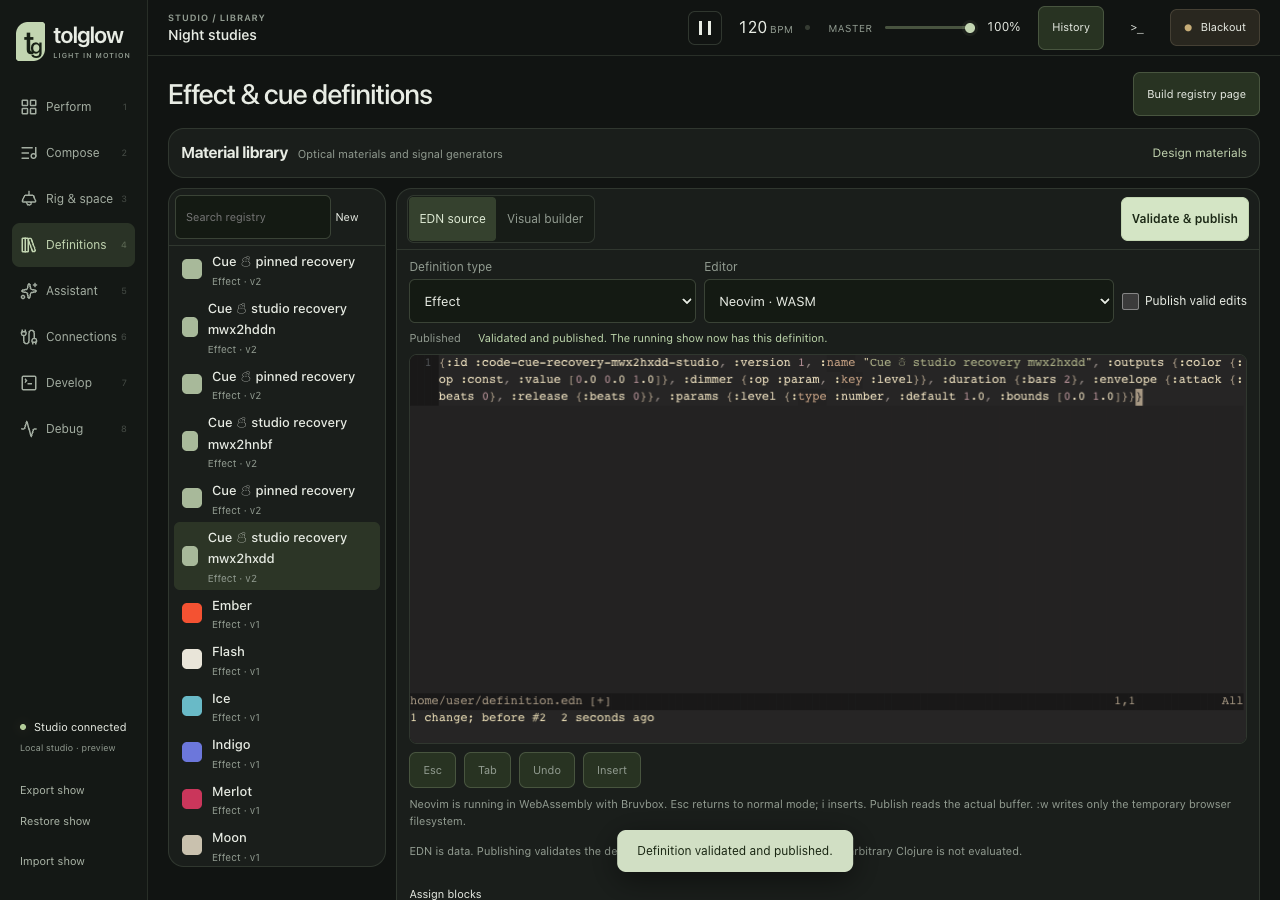 tg tolglow
LIGHT IN MOTION
Perform 1
Compose 2
Rig & space 3
Definitions 4
Assistant 5
Connections 6
Develop 7
Debug 8
Studio connected
Local studio · preview
Export show
Restore show
Import show
STUDIO / LIBRARY
Night studies
120 BPM
MASTER
100%
History
>_
Blackout
Effect & cue definitions
Build registry page
Material library Optical materials and signal generators
Design materials
Search registry
New
Cue ☃ pinned recovery
Effect · v2
Cue ☃ studio recovery
mwx2hddn
Effect · v2
Cue ☃ pinned recovery
Effect · v2
Cue ☃ studio recovery
mwx2hnbf
Effect · v2
Cue ☃ pinned recovery
Effect · v2
Cue ☃ studio recovery
mwx2hxdd
Effect · v2
Ember
Effect · v1
Flash
Effect · v1
Ice
Effect · v1
Indigo
Effect · v1
Merlot
Effect · v1
Moon
Effect · v1
EDN source
Visual builder
Validate & publish
Definition type
Editor
Effect
Neovim · WASM
Publish valid edits
Published Validated and published. The running show now has this definition.
1 {:id :code-cue-recovery-mwx2hxdd-studio, :version 1, :name "Cue ☃ studio recovery mwx2hxdd", :outputs {:color {:
op :const, :value [0.0 0.0 1.0]}, :dimmer {:op :param, :key :level}}, :duration {:bars 2}, :envelope {:attack {:
beats 0}, :release {:beats 0}}, :params {:level {:type :number, :default 1.0, :bounds [0.0 1.0]}}}
home/user/definition.edn [+] 1,1 All
1 change; before #2 2 seconds ago
Esc
Tab
Undo
Insert
Neovim is running in WebAssembly with Bruvbox. Esc returns to normal mode; i inserts. Publish reads the actual buffer. :w writes only the temporary browser
filesystem.
EDN is data. Publishing validates the de
rbitrary Clojure is not evaluated.
Definition validated and published.
Assign blocks